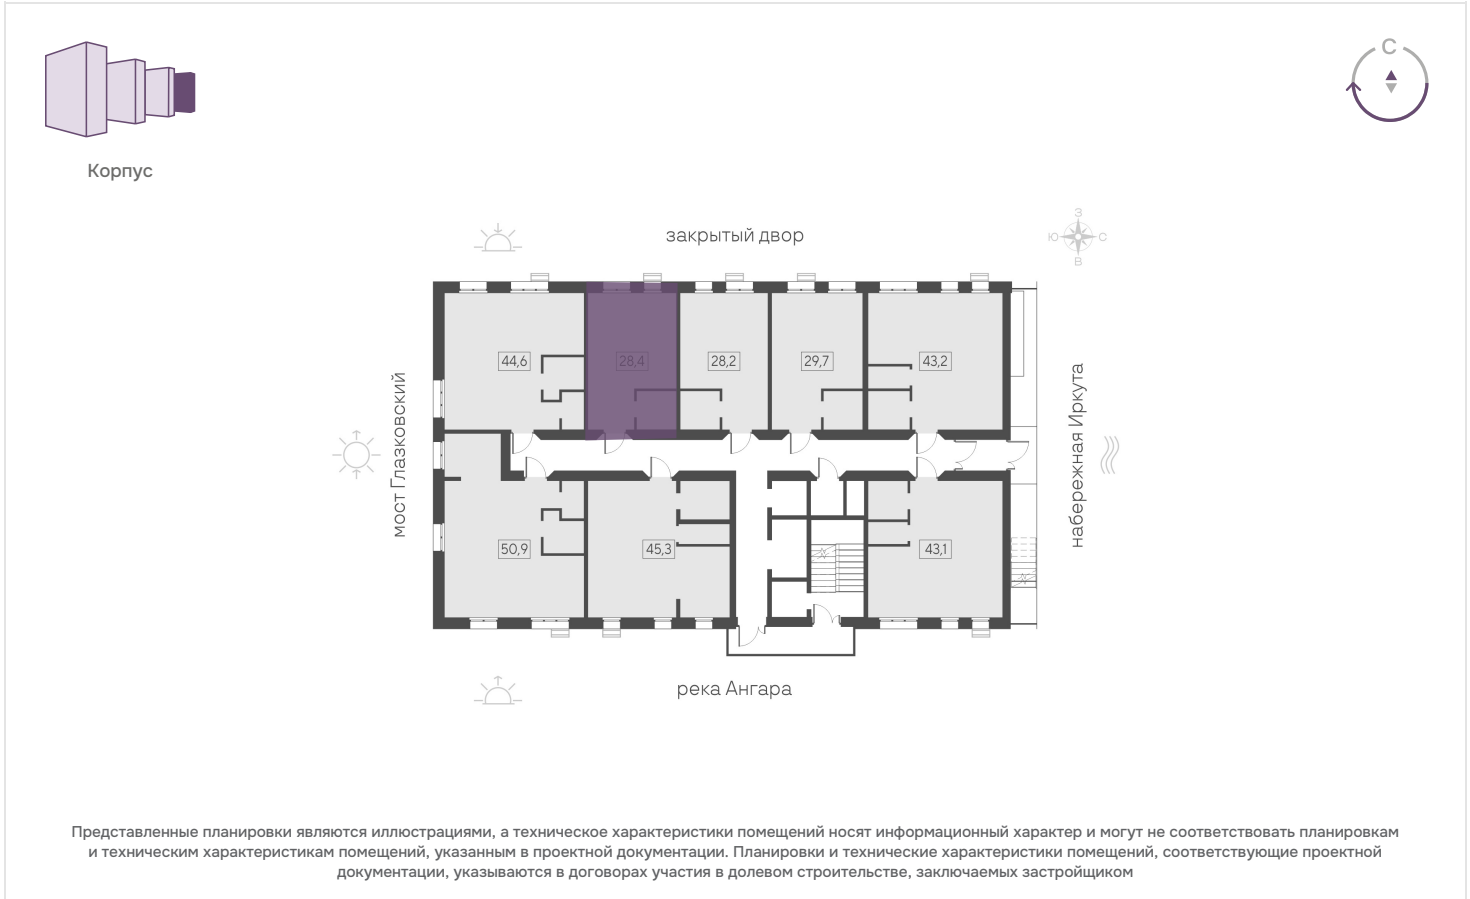 С
Корпус
закрытый двор
З
Ю
С
В
44,6
28,4
28,2
29,7
43,2
мост Глазковский
набережная Иркута
50,9
45,3
43,1
река Ангара
Представленные планировки являются иллюстрациями, а техническое характеристики помещений носят информационный характер и могут не соответствовать планировкам
и техническим характеристикам помещений, указанным в проектной документации. Планировки и технические характеристики помещений, соответствующие проектной
документации, указываются в договорах участия в долевом строительстве, заключаемых застройщиком